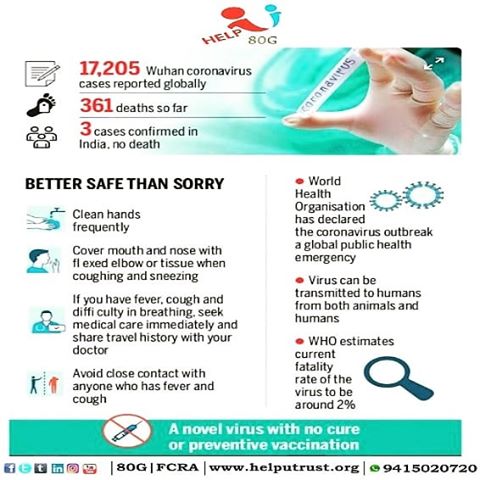 HELP
80G
17,205 Wuhan coronavirus
cases reported globally
361 deaths so far
3 cases confirmed in
India, no death
coronavirus
BETTER SAFE THAN SORRY
Clean hands
frequently
Cover mouth and nose with
fl exed elbow or tissue when
coughing and sneezing
If you have fever, cough and
diffi culty in breathing, seek
medical care immediately and
share travel history with your
doctor
Avoid close contact with
anyone who has fever and
cough
World
Health
Organisation
has declared
the coronavirus outbreak
a global public health
emergency
Virus can be
transmitted to humans
from both animals and
humans
WHO estimates
current
fatality
rate of the
virus to be
around 2%
A novel virus with no cure
or preventive vaccination
| 80G | FCRA | www.helputrust.org | 9415020720